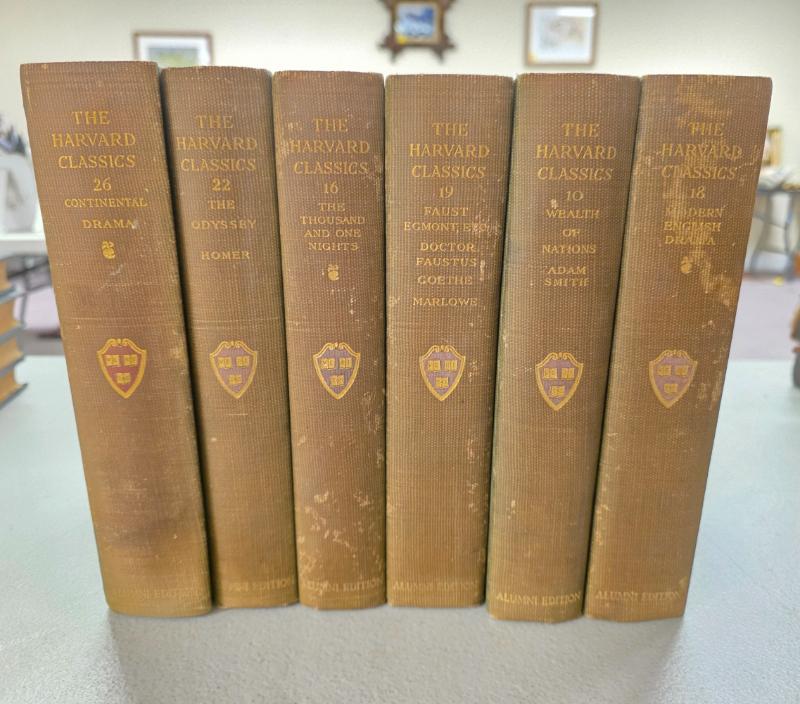 THE
HARVARD
CLASSICS
26
CONTINENTAL
DRAMA
ALUMNI EDITION
THE
HARVARD
CLASSICS
22
THE
ODYSSEY
HOMER
EDITION
THE
HARVARD
CLASSICS
16
THE
THOUSAND
AND ONE
NIGHTS
ALUMNI EDITION
THE
HARVARD
CLASSICS
19
FAUST
EGMONT, ETC.
DOCTOR
FAUSTUS
GOETHE
MARLOWE
ALUMNI EDITION
THE
HARVARD
CLASSICS
10
WEALTH
OF
NATIONS
ADAM
SMITH
ALUMNI EDITION
THE
HARVARD
CLASSICS
18
MODERN
ENGLISH
DRAMA
ALUMNI EDITION